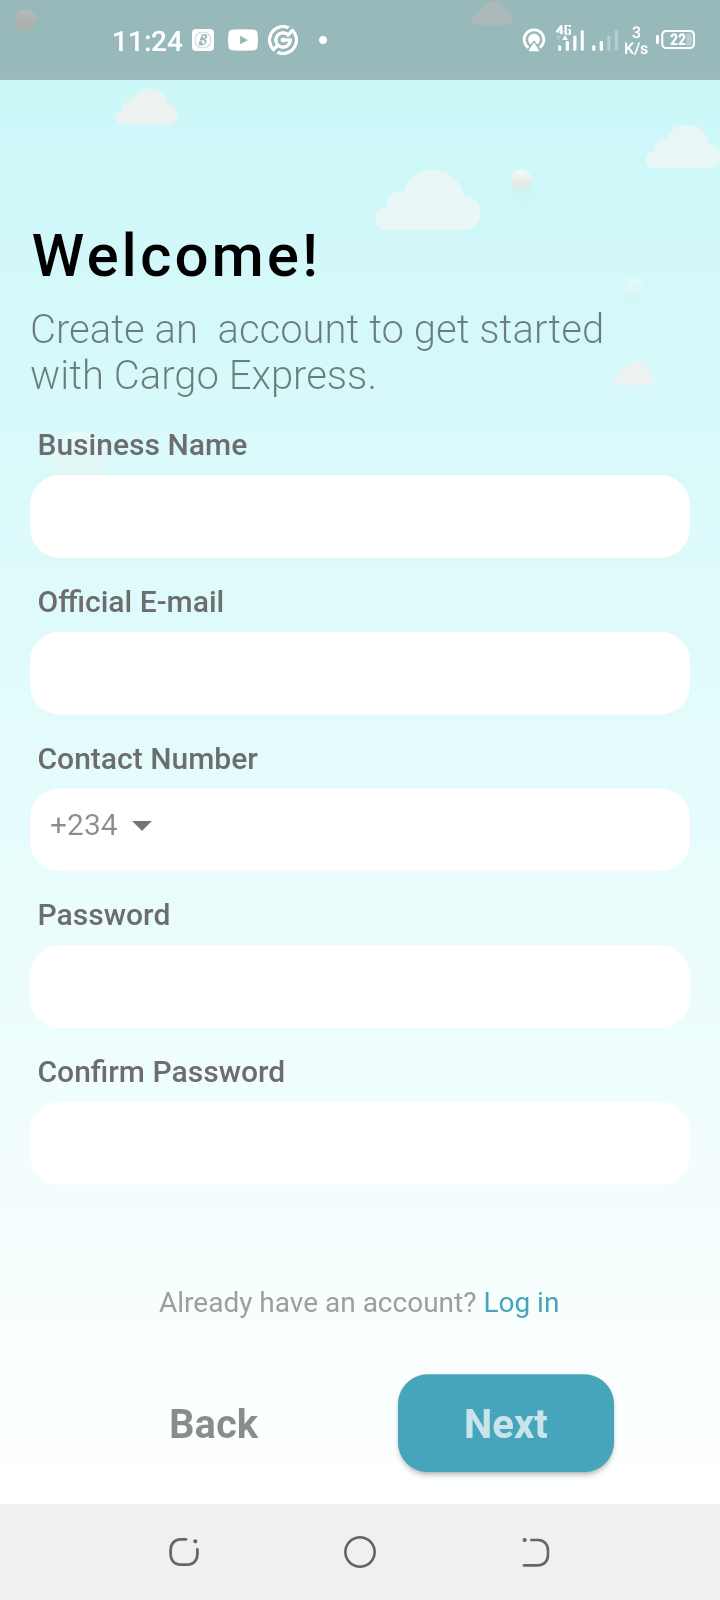 11:24
4G
3
K/s
22
Welcome!
Create an  account to get started
with Cargo Express.
Business Name
Official E-mail
Contact Number
+234
Password
Confirm Password
Already have an account? Log in
Back
Next